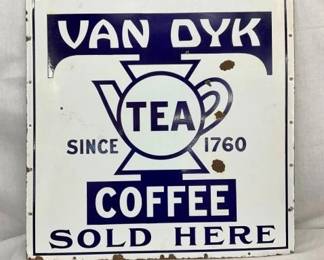 VAN DYK
TEA
SINCE 1760
COFFEE
SOLD HERE